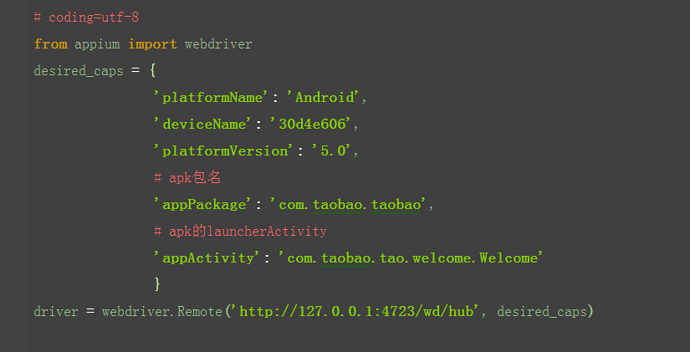 # coding=utf-8
from appium import webdriver
desired_caps = {
'platformName': 'Android',
'deviceName': '30d4e606',
'platformVersion': '5.0',
# apk包名
'appPackage': 'com.taobao.taobao',
# apk的launcherActivity
'appActivity': 'com.taobao.tao.welcome.Welcome'
}
driver = webdriver.Remote('http://127.0.0.1:4723/wd/hub', desired_caps)